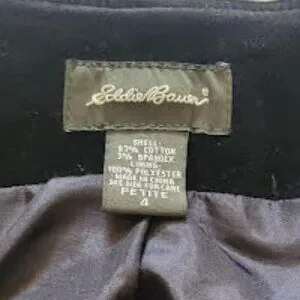 Eddie Bauer®
SHELL:
97% COTTON
3% SPANDEX
LINING:
100% POLYESTER
MADE IN CHINA
SEE SIDE FOR CARE
PETITE
4